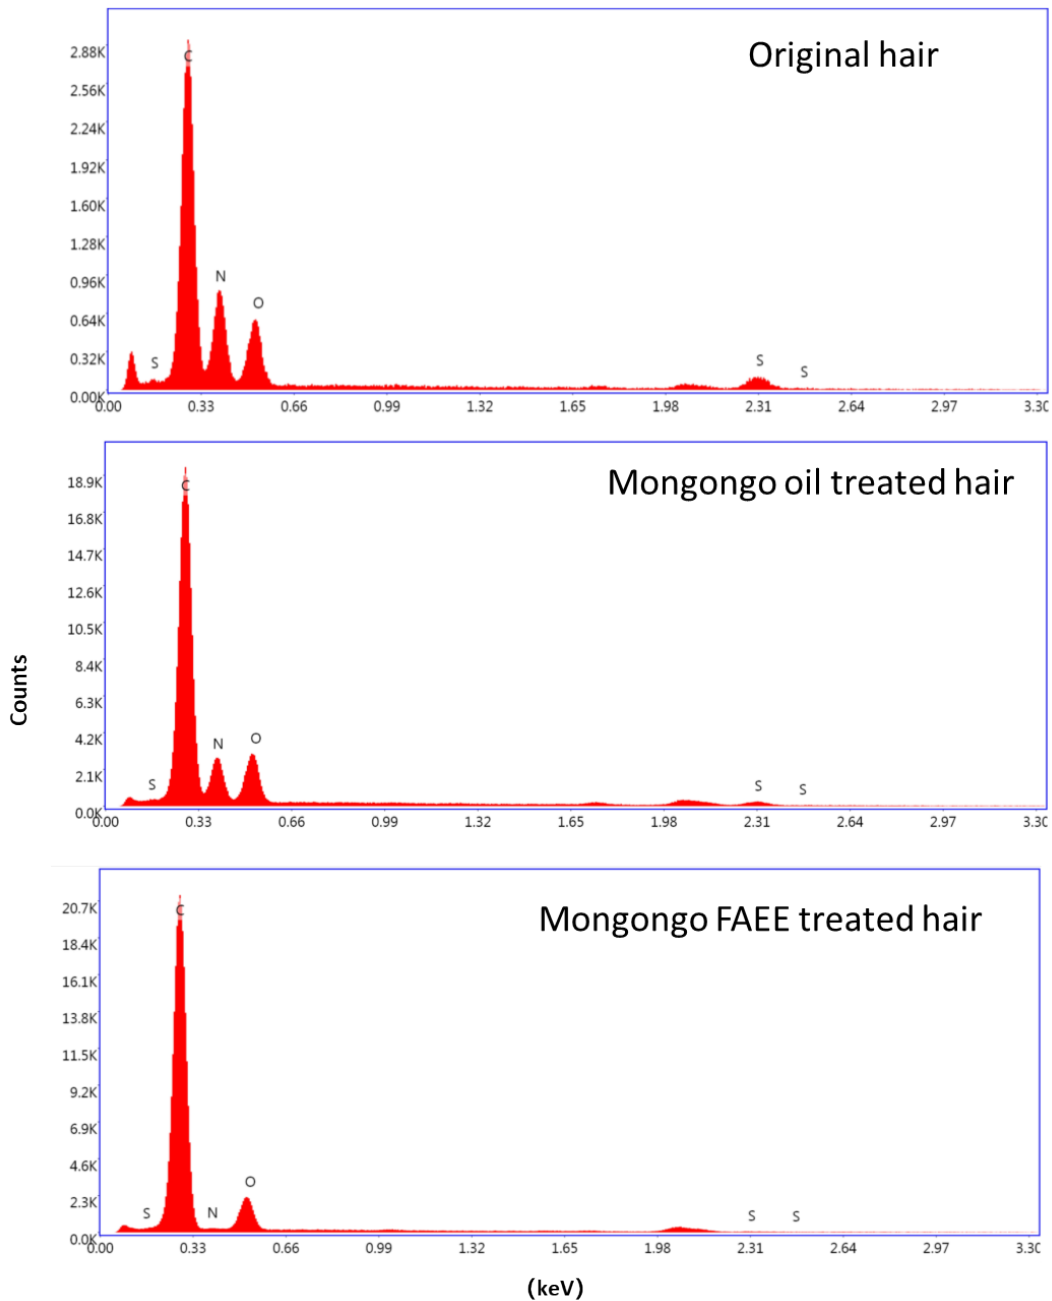 Original hair
2.88K
2.56K
2.24K
1.92K
1.60K
1.28K
0.96K
0.64K
0.32K
0.00K
C
N
O
S
S
S
0.00 0.33 0.66 0.99 1.32 1.65 1.98 2.31 2.64 2.97 3.30
Mongongo oil treated hair
18.9K
16.8K
14.7K
12.6K
10.5K
8.4K
6.3K
4.2K
2.1K
0.0K
C
N
O
S
S
S
0.00 0.33 0.66 0.99 1.32 1.65 1.98 2.31 2.64 2.97 3.30
Counts
Mongongo FAEE treated hair
20.7K
18.4K
16.1K
13.8K
11.5K
9.2K
6.9K
4.6K
2.3K
0.0K
C
O
S
N
S
S
0.00 0.33 0.66 0.99 1.32 1.65 1.98 2.31 2.64 2.97 3.30
(keV)